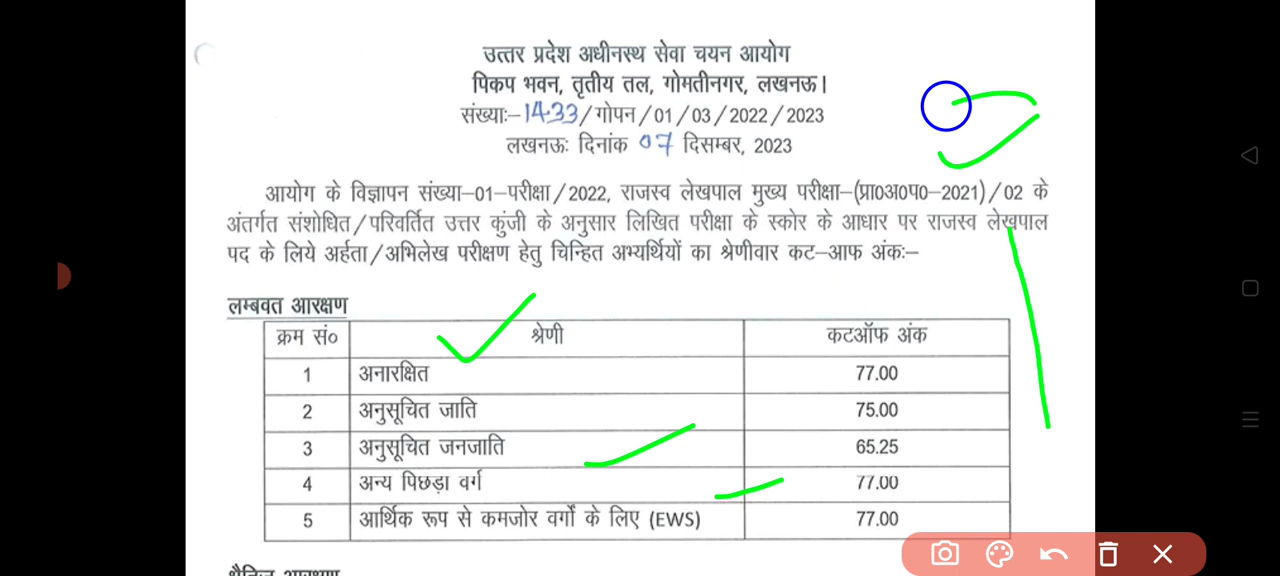 उत्तर प्रदेश अधीनस्थ सेवा चयन आयोग
पिकप भवन, तृतीय तल, गोमतीनगर, लखनऊ।
संख्याः–1433/गोपन/01/03/2022/2023
लखनऊः दिनांक 07 दिसम्बर, 2023
आयोग के विज्ञापन संख्या–01–परीक्षा/2022, राजस्व लेखपाल मुख्य परीक्षा–(प्रा0अ0प0–2021)/02 के
अंतर्गत संशोधित/परिवर्तित उत्तर कुंजी के अनुसार लिखित परीक्षा के स्कोर के आधार पर राजस्व लेखपाल
पद के लिये अर्हता/अभिलेख परीक्षण हेतु चिन्हित अभ्यर्थियों का श्रेणीवार कट–आफ अंकः–
लम्बवत आरक्षण
क्रम सं० श्रेणी कटऑफ अंक
1 अनारक्षित 77.00
2 अनुसूचित जाति 75.00
3 अनुसूचित जनजाति 65.25
4 अन्य पिछड़ा वर्ग 77.00
5 आर्थिक रूप से कमजोर वर्गों के लिए (EWS) 77.00